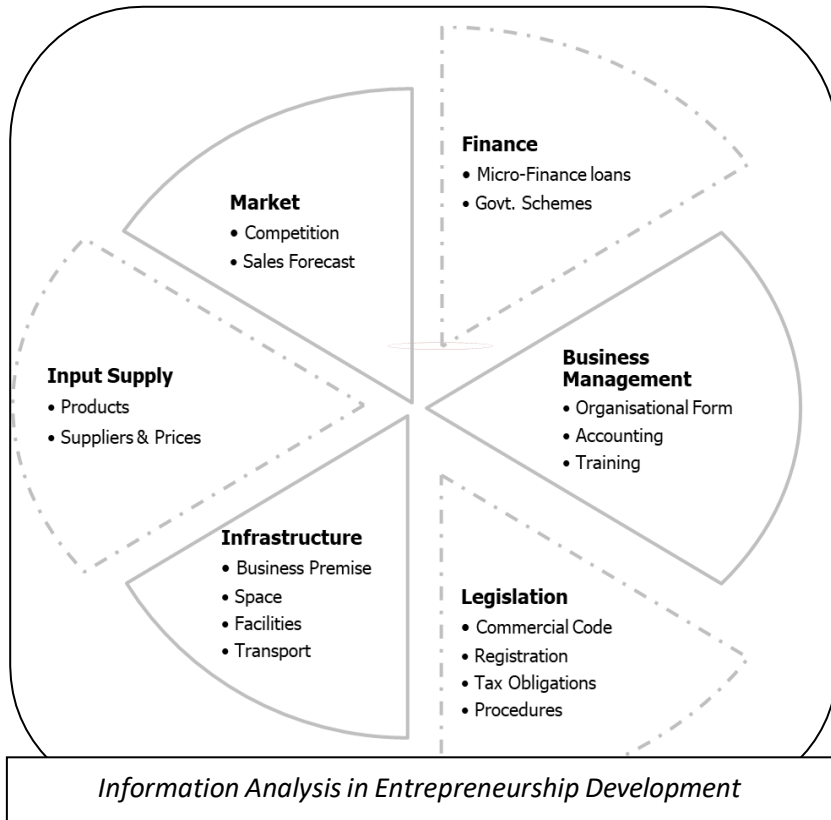 Finance
• Micro-Finance loans
• Govt. Schemes
Market
• Competition
• Sales Forecast
Business
Management
• Organisational Form
• Accounting
• Training
Input Supply
• Products
• Suppliers & Prices
Infrastructure
• Business Premise
• Space
• Facilities
• Transport
Legislation
• Commercial Code
• Registration
• Tax Obligations
• Procedures
Information Analysis in Entrepreneurship Development